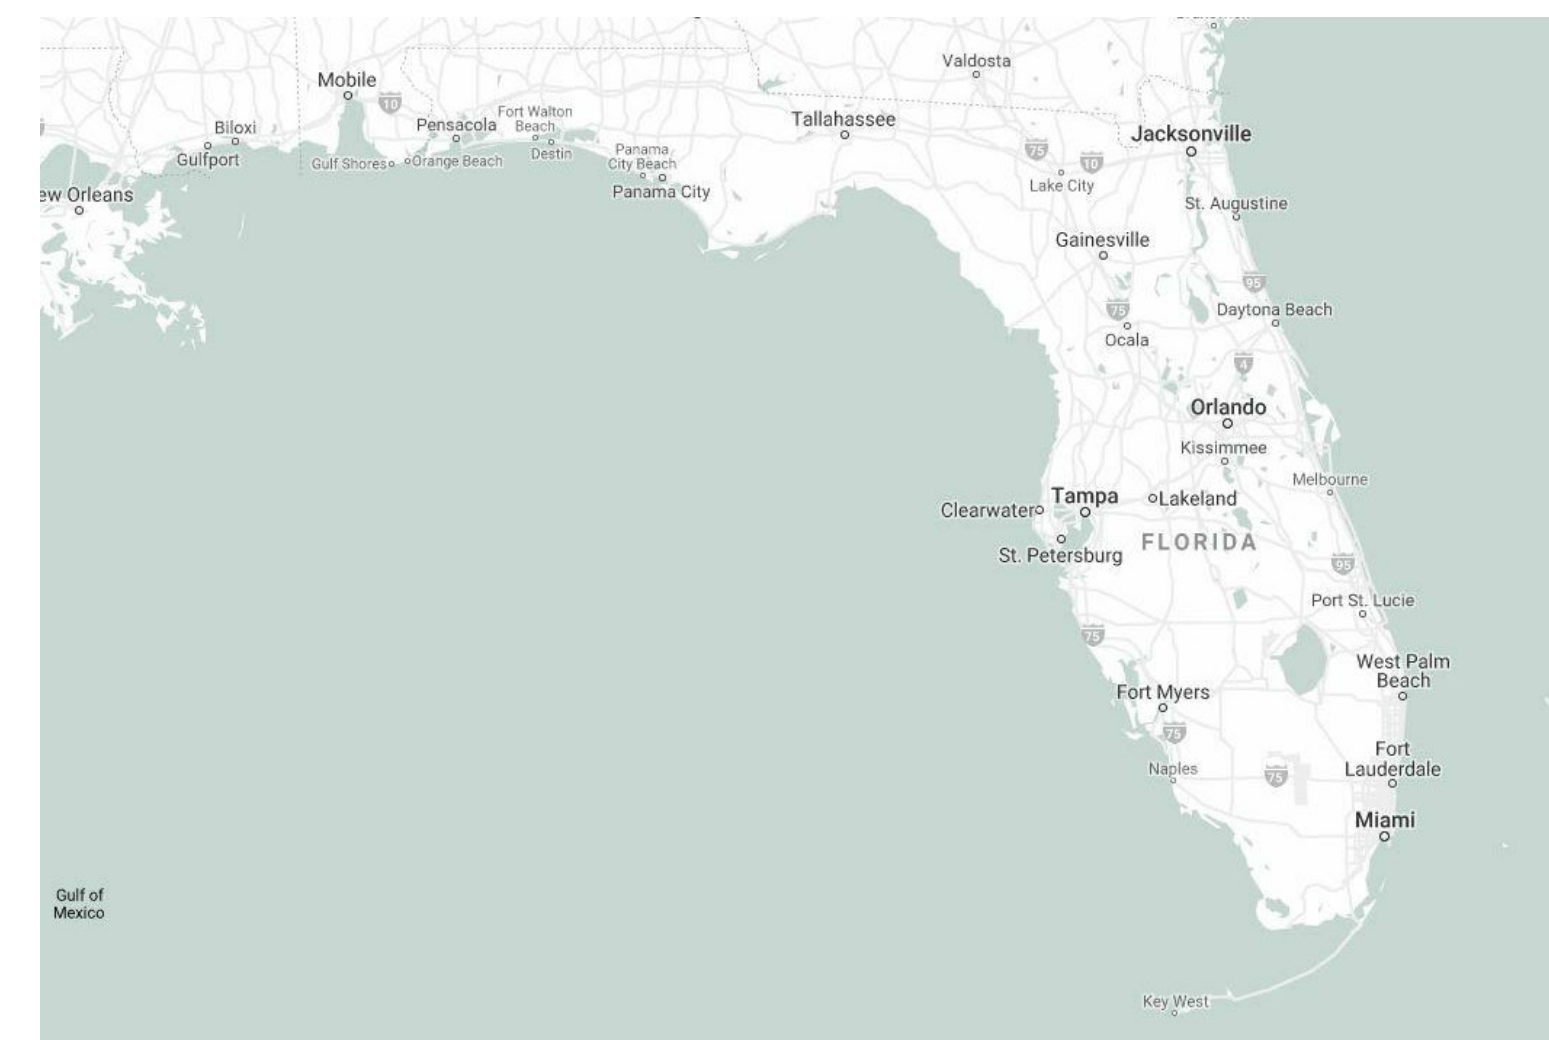 Valdosta
Mobile
10
Fort Walton
Beach
Tallahassee
Pensacola
Biloxi
Jacksonville
Gulfport
Gulf Shores
Orange Beach
Destin
Panama
City Beach
75
10
Panama City
Lake City
ew Orleans
St. Augustine
Gainesville
95
75
Daytona Beach
Ocala
4
Orlando
Kissimmee
Melbourne
Tampa
Lakeland
Clearwater
FLORIDA
St. Petersburg
95
Port St. Lucie
75
West Palm
Beach
Fort Myers
75
Fort
Lauderdale
Naples
75
Miami
Gulf of
Mexico
Key West